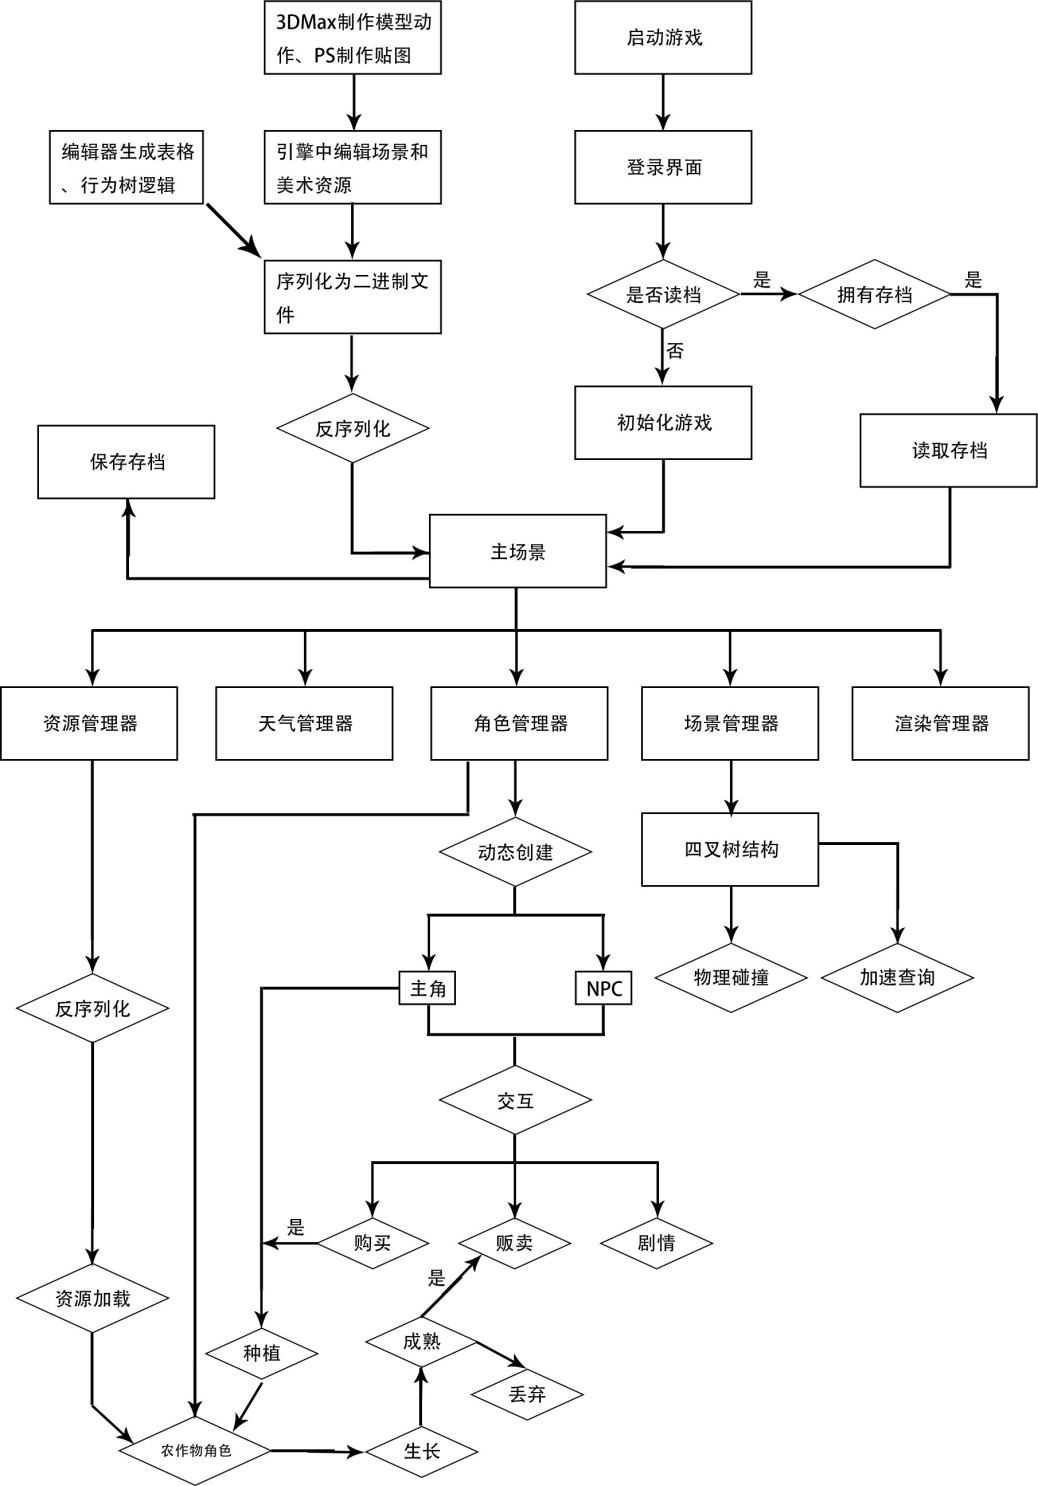 3DMax制作模型动
作、PS制作贴图
启动游戏
编辑器生成表格
、行为树逻辑
引擎中编辑场景和
美术资源
登录界面
序列化为二进制文
件
是否读档
是
拥有存档
是
否
反序列化
初始化游戏
保存存档
读取存档
主场景
资源管理器
天气管理器
角色管理器
场景管理器
渲染管理器
动态创建
四叉树结构
物理碰撞
加速查询
主角
NPC
反序列化
交互
是
购买
贩卖
剧情
是
资源加载
种植
成熟
丢弃
农作物角色
生长